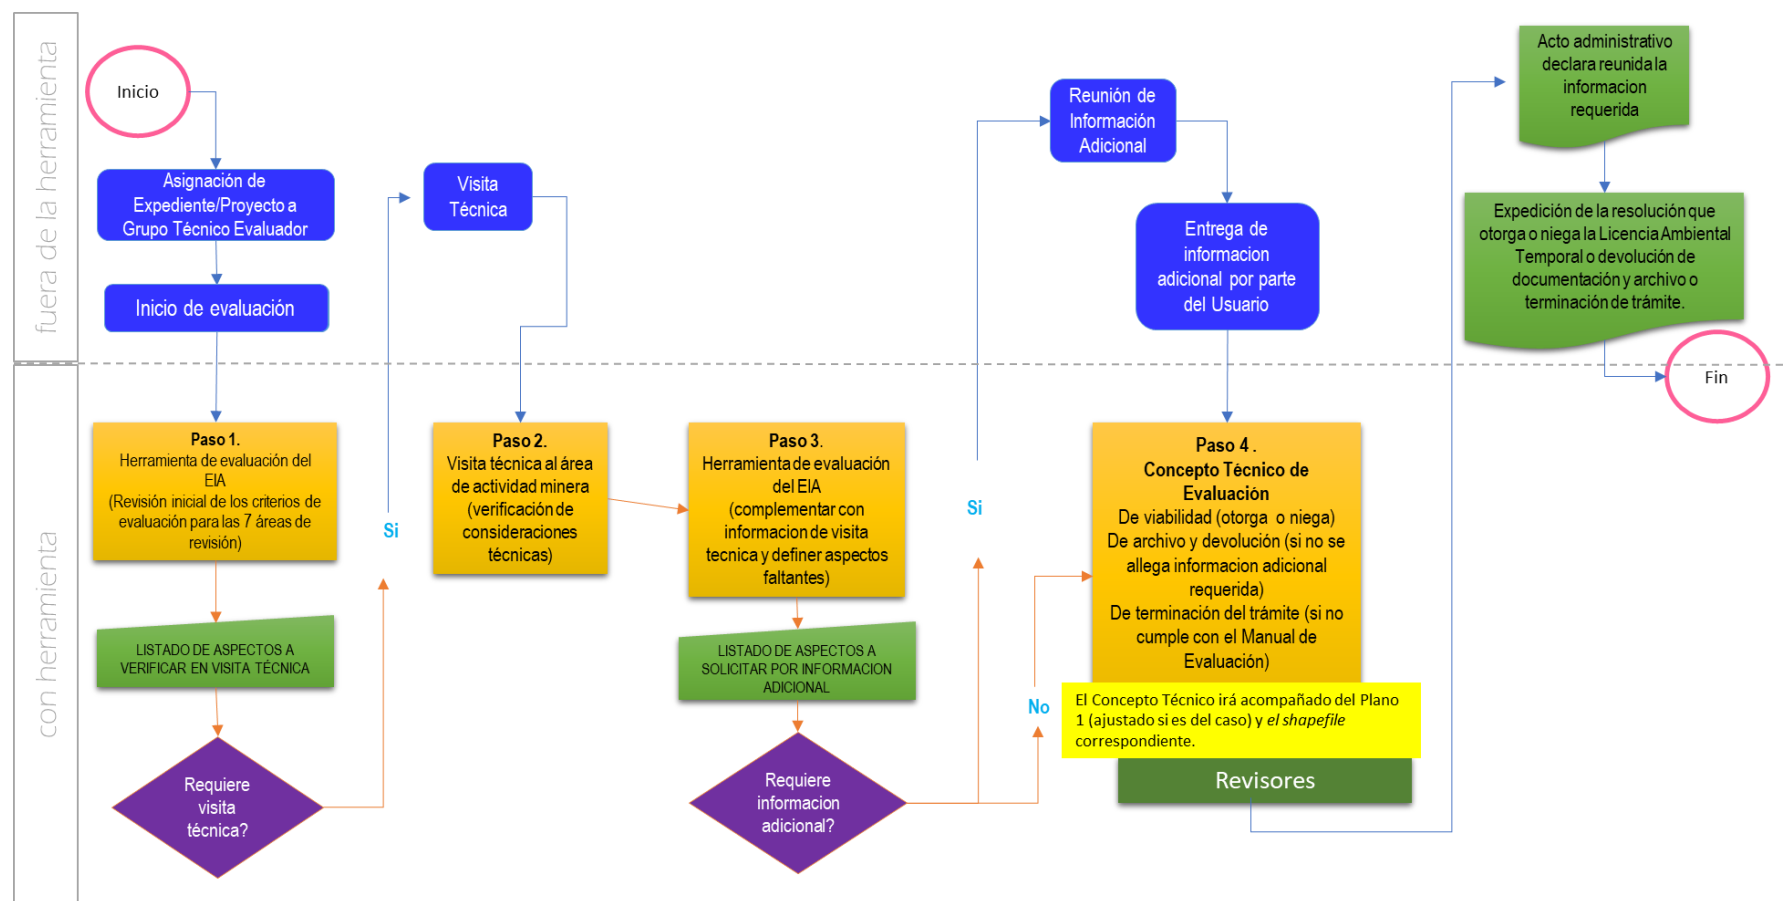 fuera de la herramienta
Inicio
Asignación de
Expediente/Proyecto a
Grupo Técnico Evaluador
Inicio de evaluación
Visita
Técnica
Reunión de
Información
Adicional
Entrega de
informacion
adicional por parte
del Usuario
Acto administrativo
declara reunida la
informacion
requerida
Expedición de la resolución que
otorga o niega la Licencia Ambiental
Temporal o devolución de
documentación y archivo o
terminación de trámite.
Fin
con herramienta
Paso 1.
Herramienta de evaluación del
EIA
(Revisión inicial de los criterios de
evaluación para las 7 áreas de
revisión)
LISTADO DE ASPECTOS A
VERIFICAR EN VISITA TÉCNICA
Requiere
visita
técnica?
Si
Paso 2.
Visita técnica al área
de actividad minera
(verificación de
consideraciones
técnicas)
Paso 3.
Herramienta de evaluación
del EIA
(complementar con
informacion de visita
tecnica y definer aspectos
faltantes)
LISTADO DE ASPECTOS A
SOLICITAR POR INFORMACION
ADICIONAL
Requiere
informacion
adicional?
Si
No
Paso 4 .
Concepto Técnico de
Evaluación
De viabilidad (otorga o niega)
De archivo y devolución (si no se
allega informacion adicional
requerida)
De terminación del trámite (si no
cumple con el Manual de
Evaluación)
El Concepto Técnico irá acompañado del Plano
1 (ajustado si es del caso) y el shapefile
correspondiente.
Revisores